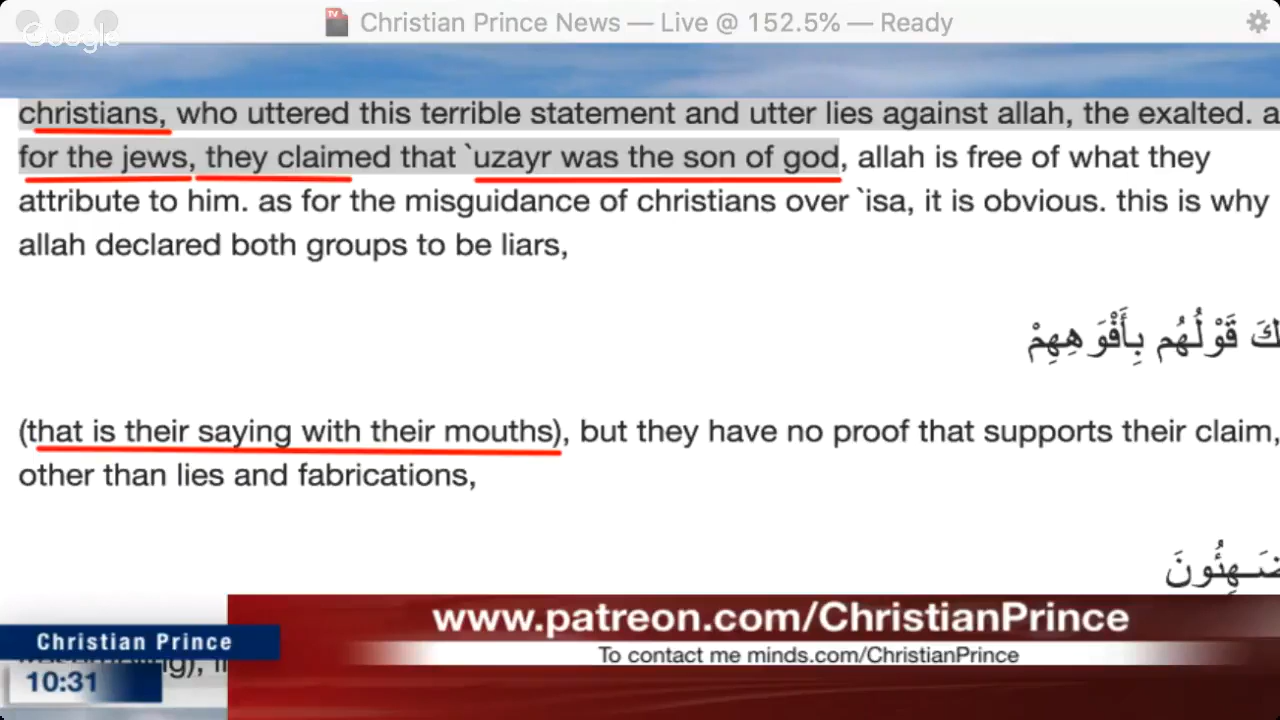 Christian Prince News — Live @ 152.5% — Ready
TV
Google
christians, who uttered this terrible statement and utter lies against allah, the exalted. a
for the jews, they claimed that `uzayr was the son of god, allah is free of what they
attribute to him. as for the misguidance of christians over `isa, it is obvious. this is why
allah declared both groups to be liars,
كَ قَوْلُهُم بِأَفْوَهِهِمْ
(that is their saying with their mouths), but they have no proof that supports their claim,
other than lies and fabrications,
ضَـهِئُونَ
www.patreon.com/ChristianPrince
Christian Prince
To contact me minds.com/ChristianPrince
10:31